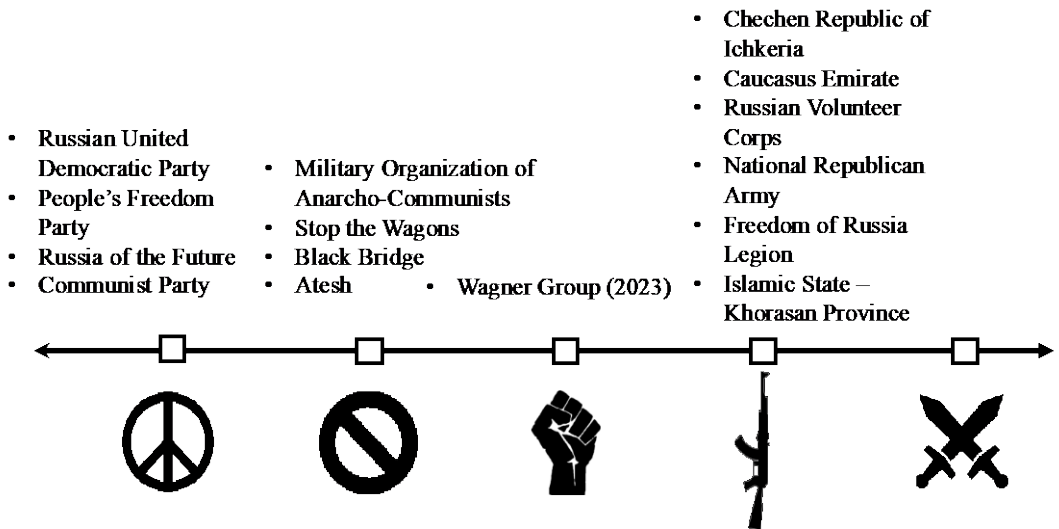 • Russian United
Democratic Party
• People's Freedom
Party
• Russia of the Future
• Communist Party
• Military Organization of
Anarcho-Communists
• Stop the Wagons
• Black Bridge
• Atesh
• Wagner Group (2023)
• Chechen Republic of
Ichkeria
• Caucasus Emirate
• Russian Volunteer
Corps
• National Republican
Army
• Freedom of Russia
Legion
• Islamic State –
Khorasan Province